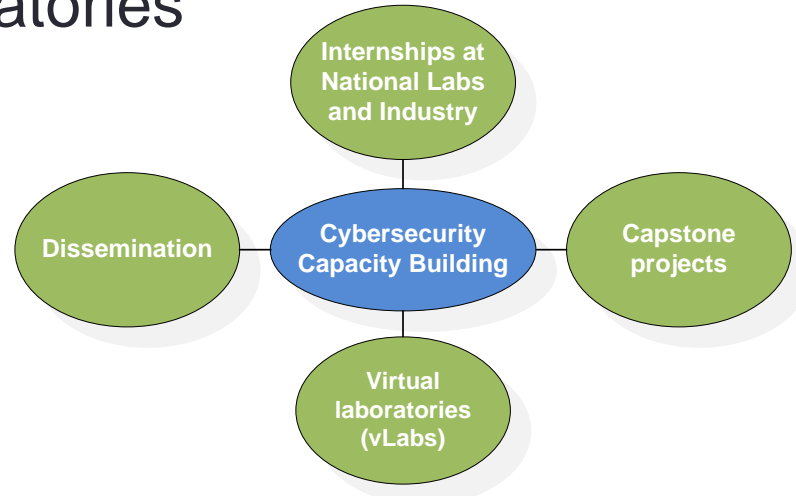 atories
Internships at
National Labs
and Industry
Dissemination
Cybersecurity
Capacity Building
Capstone
projects
Virtual
laboratories
(vLabs)